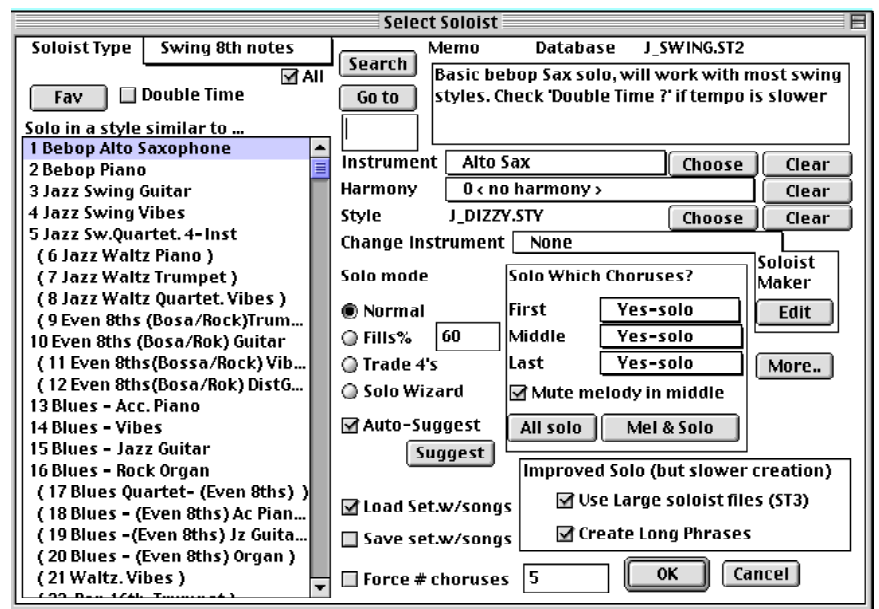 Select Soloist
Soloist Type Swing 8th notes
All
Fav Double Time
Solo in a style similar to ...
1 Bebop Alto Saxophone
2 Bebop Piano
3 Jazz Swing Guitar
4 Jazz Swing Vibes
5 Jazz Sw.Quartet. 4-Inst
( 6 Jazz Waltz Piano )
( 7 Jazz Waltz Trumpet )
( 8 Jazz Waltz Quartet. Vibes )
( 9 Even 8ths (Bosa/Rock)Trum...
10 Even 8ths (Bosa/Rok) Guitar
( 11 Even 8ths(Bossa/Rock) Vib...
( 12 Even 8ths(Bosa/Rok) DistG...
13 Blues - Acc. Piano
14 Blues - Vibes
15 Blues - Jazz Guitar
16 Blues - Rock Organ
( 17 Blues Quartet- (Even 8ths) )
( 18 Blues - (Even 8ths) Ac Pian...
( 19 Blues -(Even 8ths) Jz Guita...
( 20 Blues - (Even 8ths) Organ )
( 21 Waltz. Vibes )
Search
Go to
Memo Database J_SWING.ST2
Basic bebop Sax solo, will work with most swing
styles. Check 'Double Time ?' if tempo is slower
Instrument Alto Sax Choose Clear
Harmony 0 < no harmony > Clear
Style J_DIZZY.STY Choose Clear
Change Instrument None
Solo mode
Normal
Fills% 60
Trade 4's
Solo Wizard
Auto-Suggest
Suggest
Solo Which Choruses?
First Yes-solo
Middle Yes-solo
Last Yes-solo
Mute melody in middle
All solo Mel & Solo
Soloist
Maker
Edit
More..
Improved Solo (but slower creation)
Use Large soloist files (ST3)
Create Long Phrases
Load Set.w/songs
Save set.w/songs
Force # choruses 5
OK Cancel